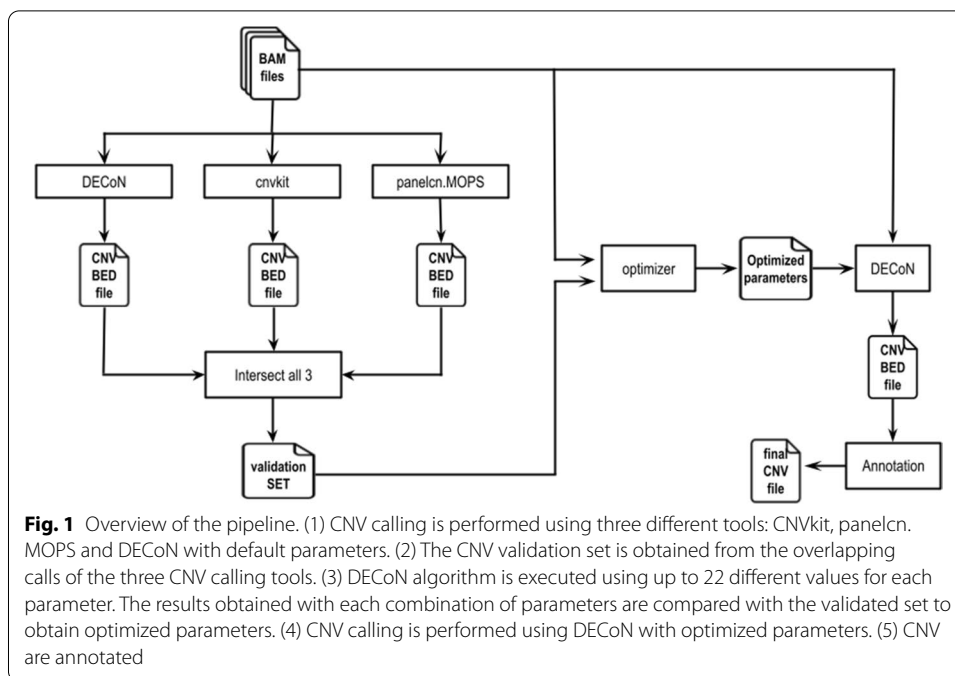 BAM
files
DECoN
cnvkit
panelcn.MOPS
CNV
BED
file
CNV
BED
file
CNV
BED
file
optimizer
Optimized
parameters
DECoN
Intersect all 3
CNV
BED
file
validation
SET
final
CNV
file
Annotation
Fig. 1 Overview of the pipeline. (1) CNV calling is performed using three different tools: CNVkit, panelcn.
MOPS and DECoN with default parameters. (2) The CNV validation set is obtained from the overlapping
calls of the three CNV calling tools. (3) DECoN algorithm is executed using up to 22 different values for each
parameter. The results obtained with each combination of parameters are compared with the validated set to
obtain optimized parameters. (4) CNV calling is performed using DECoN with optimized parameters. (5) CNV
are annotated